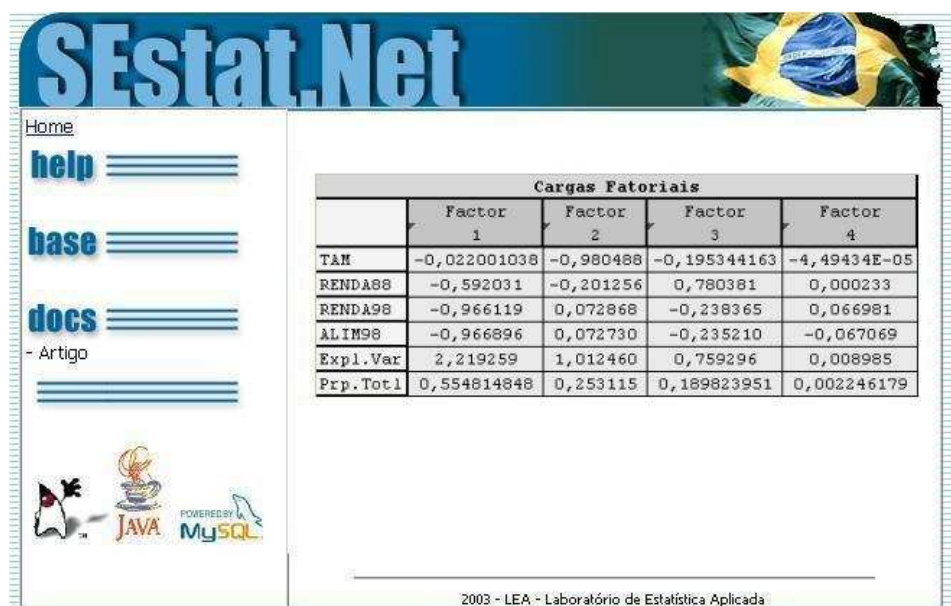 SEstat.Net
Home
help
base
docs
- Artigo
JAVA
POWERED BY
MySQL
Cargas Fatoriais
Factor 1 Factor 2 Factor 3 Factor 4
TAM -0,022001038 -0,980488 -0,195344163 -4,49434E-05
RENDA88 -0,592031 -0,201256 0,780381 0,000233
RENDA98 -0,966119 0,072868 -0,238365 0,066981
ALIM98 -0,966896 0,072730 -0,235210 -0,067069
Expl.Var 2,219259 1,012460 0,759296 0,008985
Prp.Totl 0,554814848 0,253115 0,189823951 0,002246179
2003 - LEA - Laboratório de Estatística Aplicada